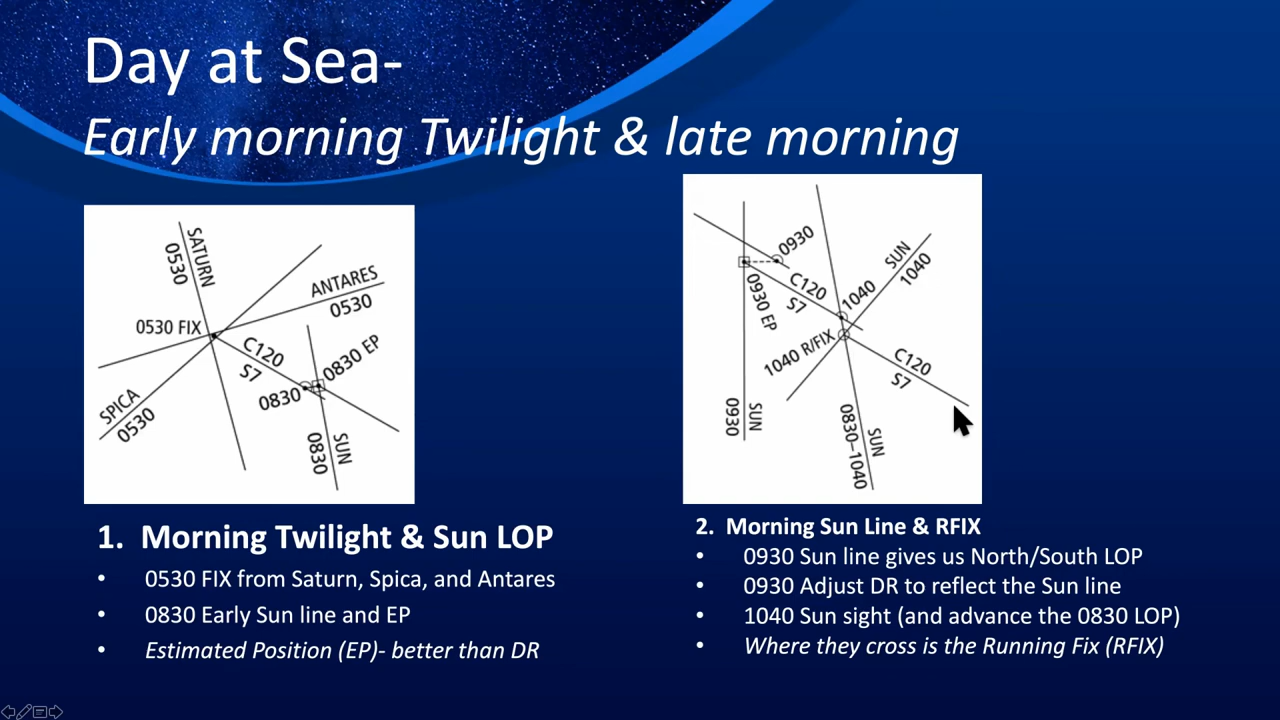 Day at Sea-
Early morning Twilight & late morning
SATURN
0530
ANTARES
0530
0530 FIX
C120
S7
0830 EP
0830
SPICA
0530
SUN
0830
0930
SUN
1040
0930 EP
C120
S7
1040
1040 R/FIX
C120
S7
SUN
0930
SUN
0830–1040
1. Morning Twilight & Sun LOP
• 0530 FIX from Saturn, Spica, and Antares
• 0830 Early Sun line and EP
• Estimated Position (EP)- better than DR
2. Morning Sun Line & RFIX
• 0930 Sun line gives us North/South LOP
• 0930 Adjust DR to reflect the Sun line
• 1040 Sun sight (and advance the 0830 LOP)
• Where they cross is the Running Fix (RFIX)